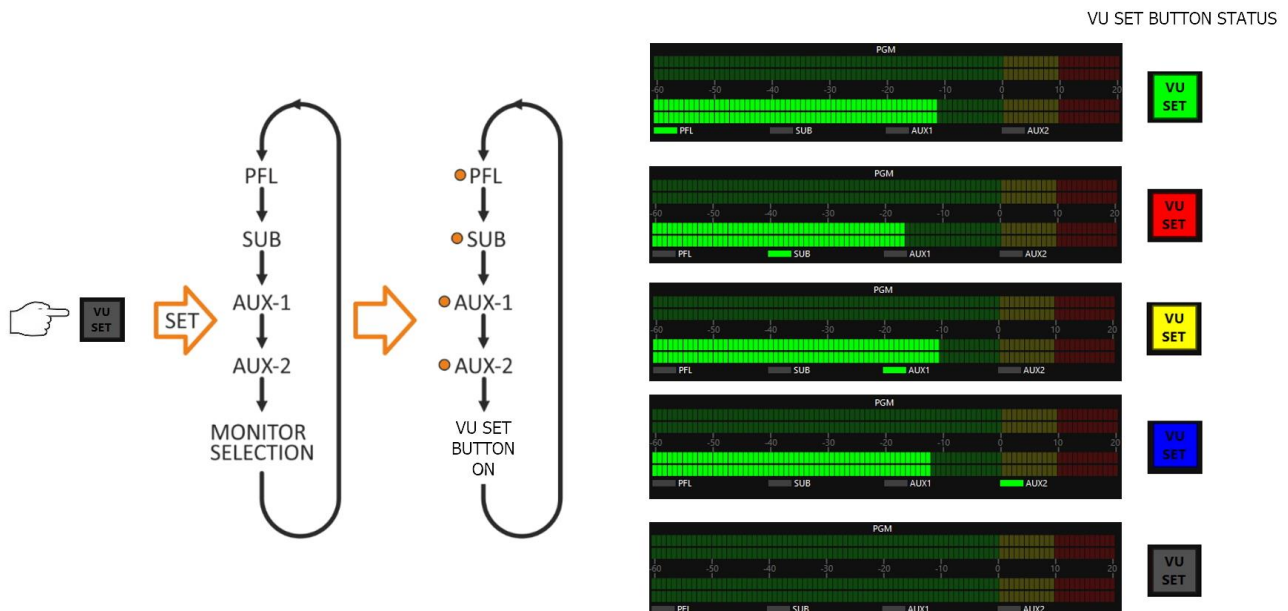 VU SET BUTTON STATUS
VU
SET
SET
PFL
SUB
AUX-1
AUX-2
MONITOR
SELECTION
PFL
SUB
AUX-1
AUX-2
VU SET
BUTTON
ON
PGM
-60 -50 -40 -30 -20 -10 0 10 20
PFL SUB AUX1 AUX2
VU
SET
PGM
-60 -50 -40 -30 -20 -10 0 10 20
PFL SUB AUX1 AUX2
VU
SET
PGM
-60 -50 -40 -30 -20 -10 0 10 20
PFL SUB AUX1 AUX2
VU
SET
PGM
-60 -50 -40 -30 -20 -10 0 10 20
PFL SUB AUX1 AUX2
VU
SET
PGM
-60 -50 -40 -30 -20 -10 0 10 20
PFL SUB AUX1 AUX2
VU
SET